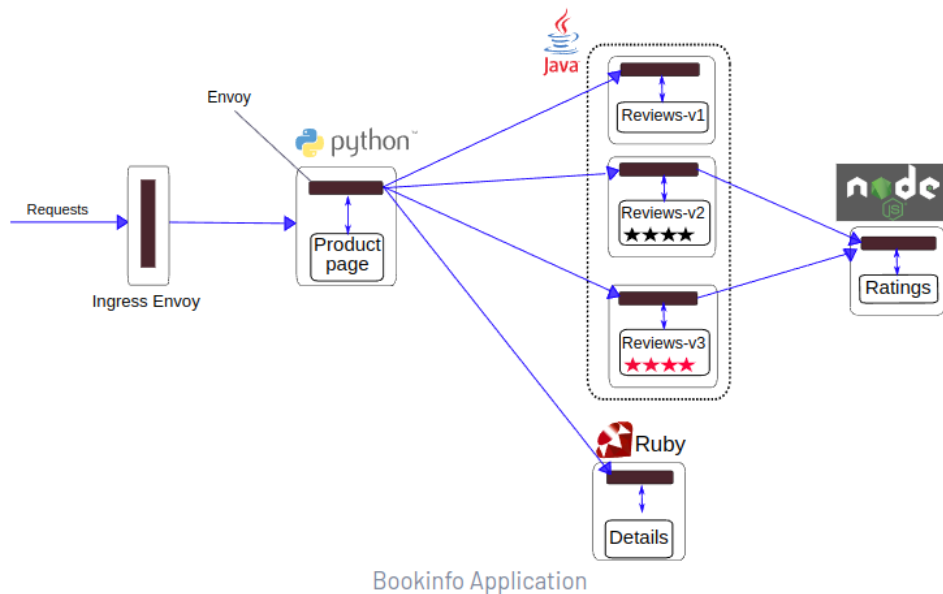 Java
Envoy
python™
Reviews-v1
Requests
Product
page
Reviews-v2
node
JS
Ratings
Ingress Envoy
Reviews-v3
Ruby
Details
Bookinfo Application